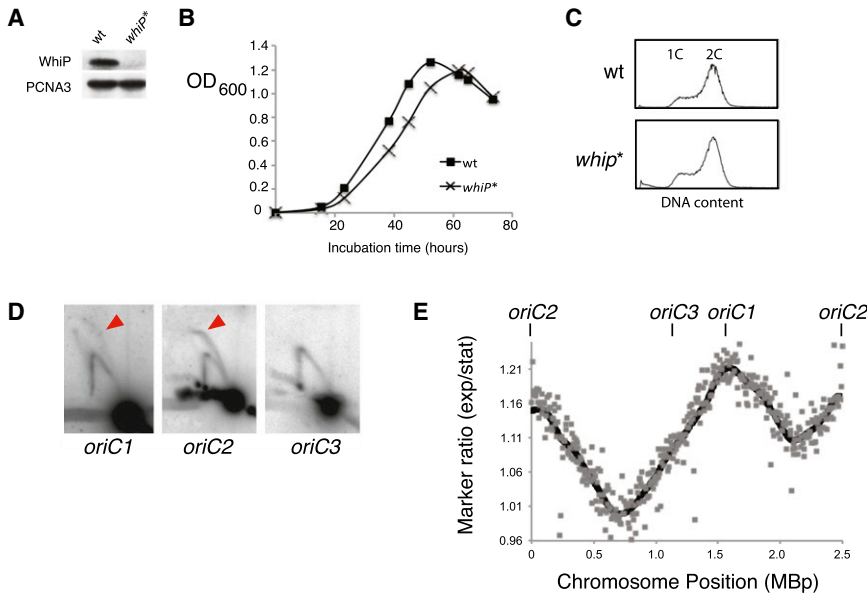 A
wt
whiP*
WhiP
PCNA3
B
OD600
1.4
1.2
1.0
0.8
0.6
0.4
0.2
0
20
40
60
80
wt
whiP*
Incubation time (hours)
C
wt
1C
2C
whip*
DNA content
D
oriC1
oriC2
oriC3
E
oriC2
oriC3
oriC1
oriC2
Marker ratio (exp/stat)
1.21
1.16
1.11
1.06
1.01
0.96
0
0.5
1.0
1.5
2.0
2.5
Chromosome Position (MBp)